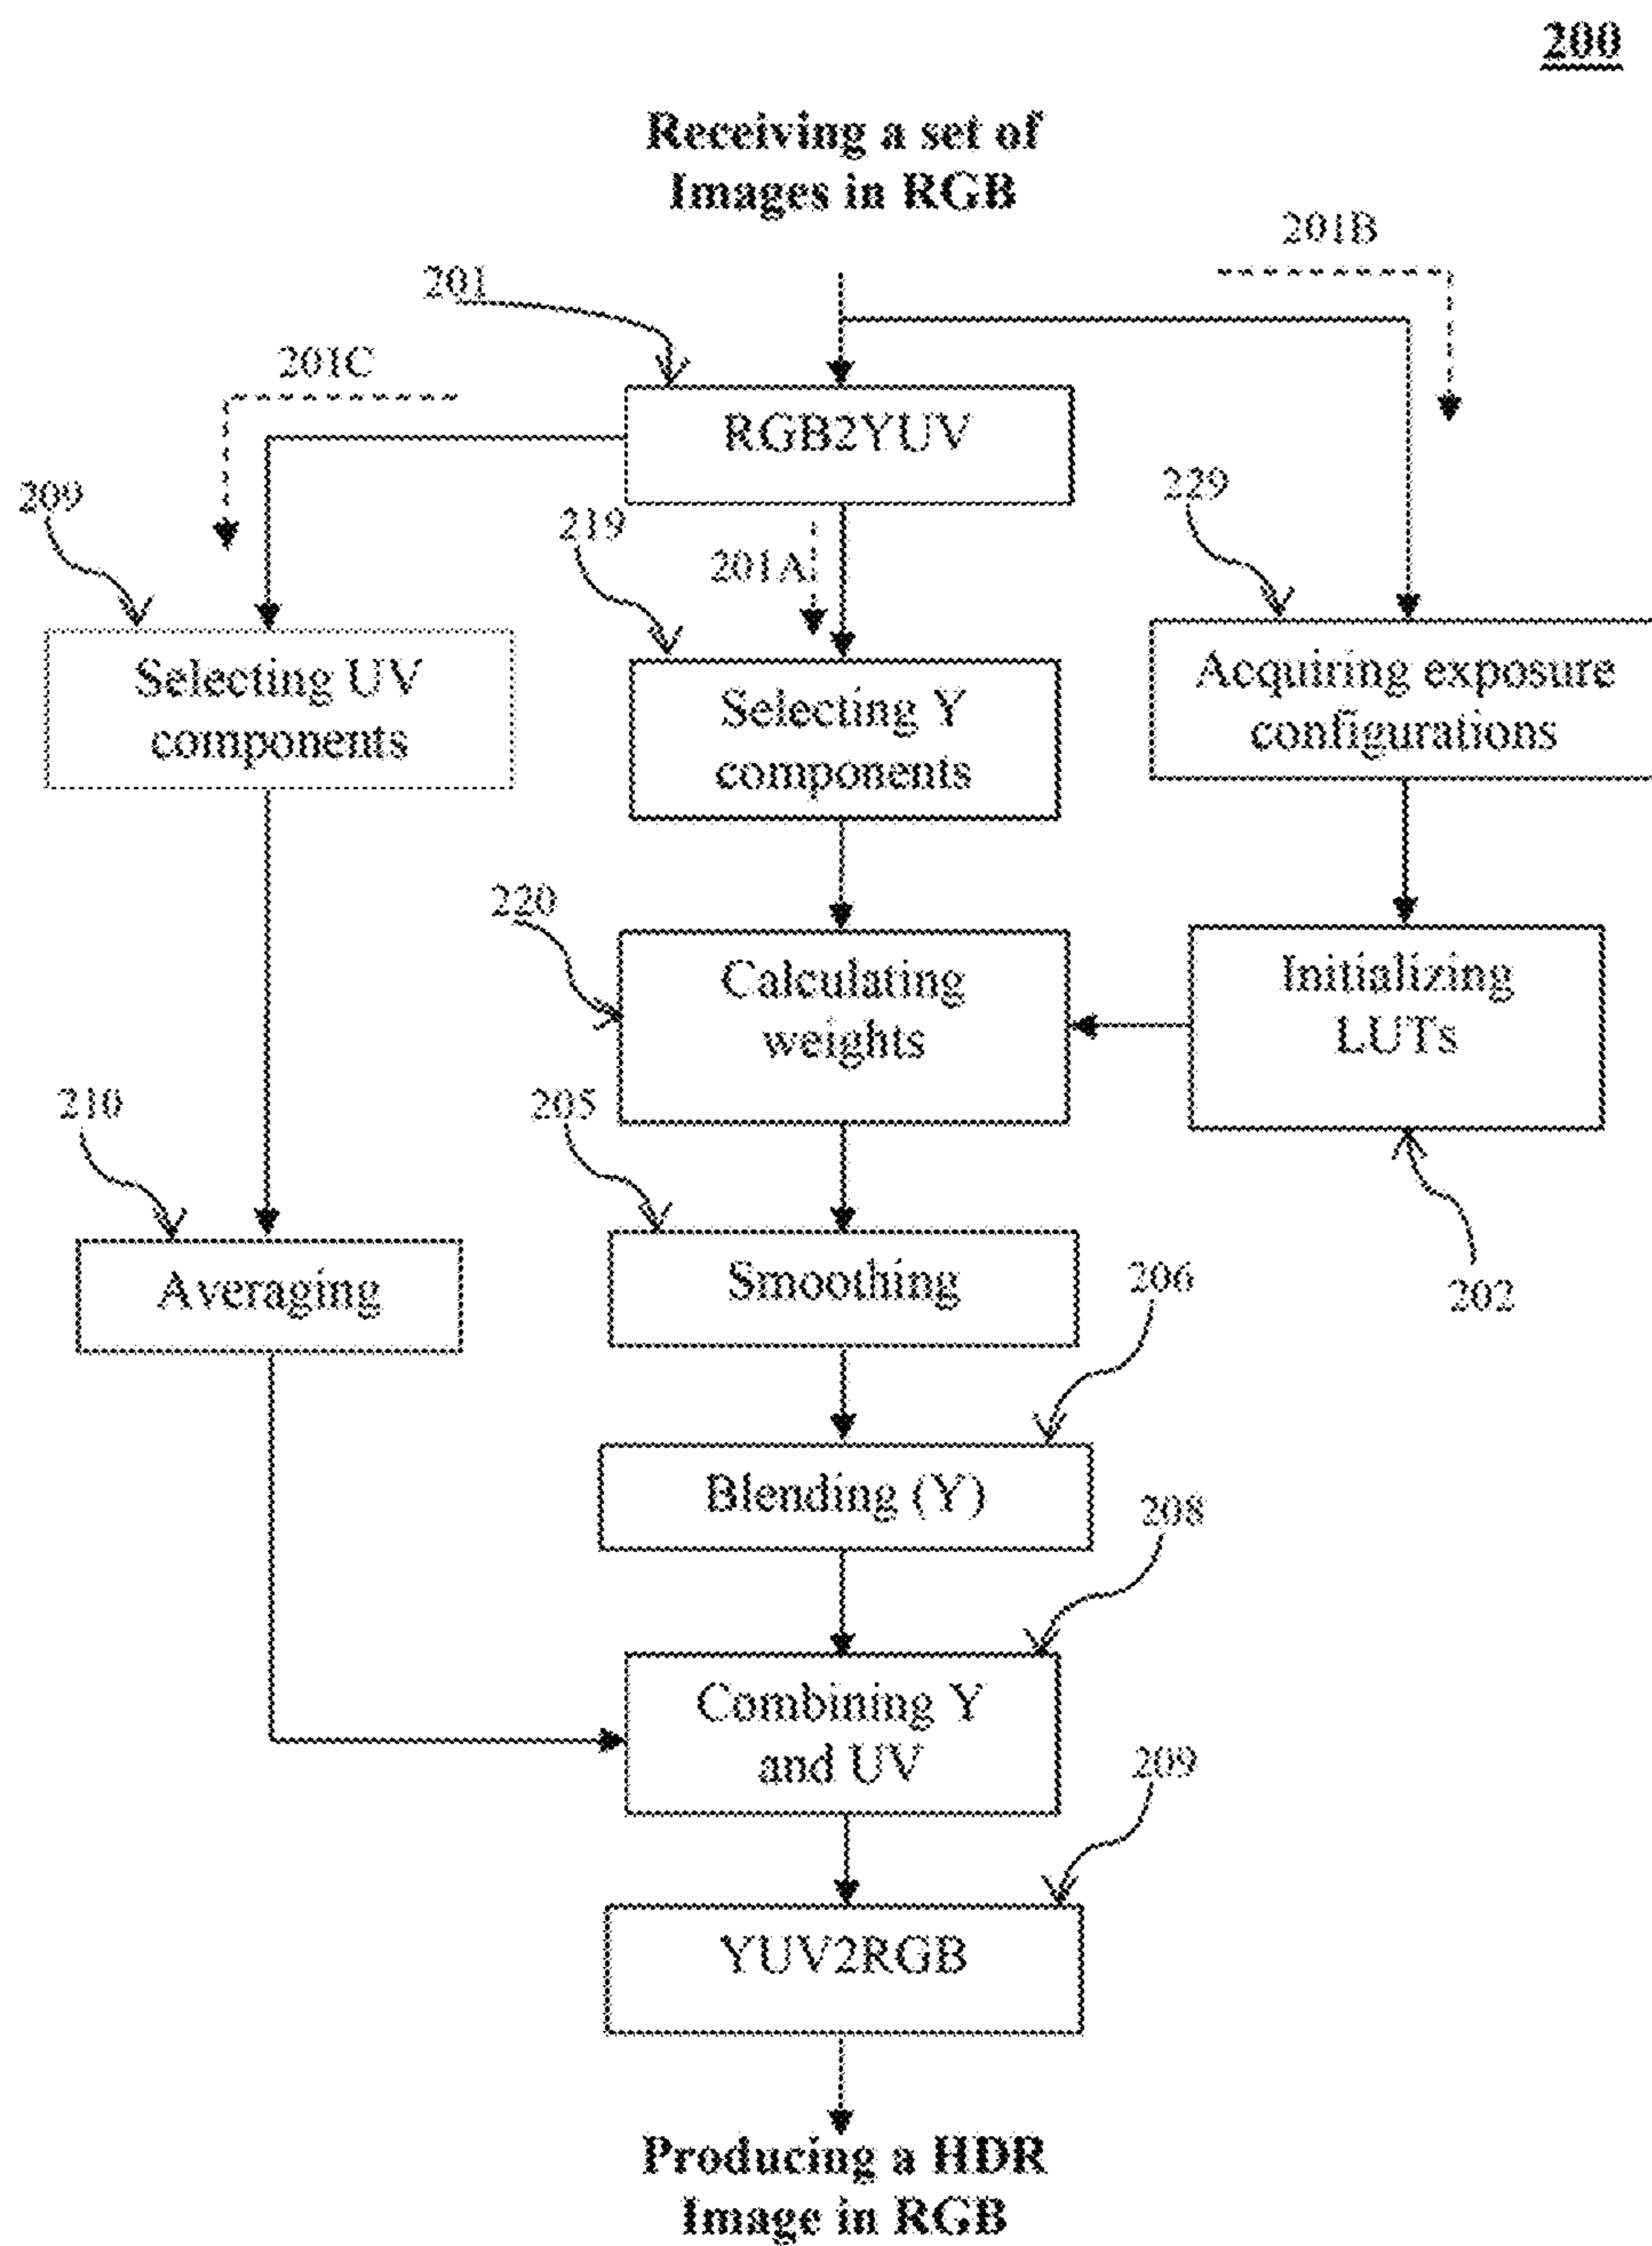 200
Receiving a set of
Images in RGB
201B
201
201C
RGB2YUV
209
219
201A
229
Selecting UV
components
Selecting Y
components
Acquiring exposure
configurations
220
Calculating
weights
Initializing
LUTs
210
205
202
Averaging
Smoothing
206
Blending (Y)
208
Combining Y
and UV
209
YUV2RGB
Producing a HDR
Image in RGB